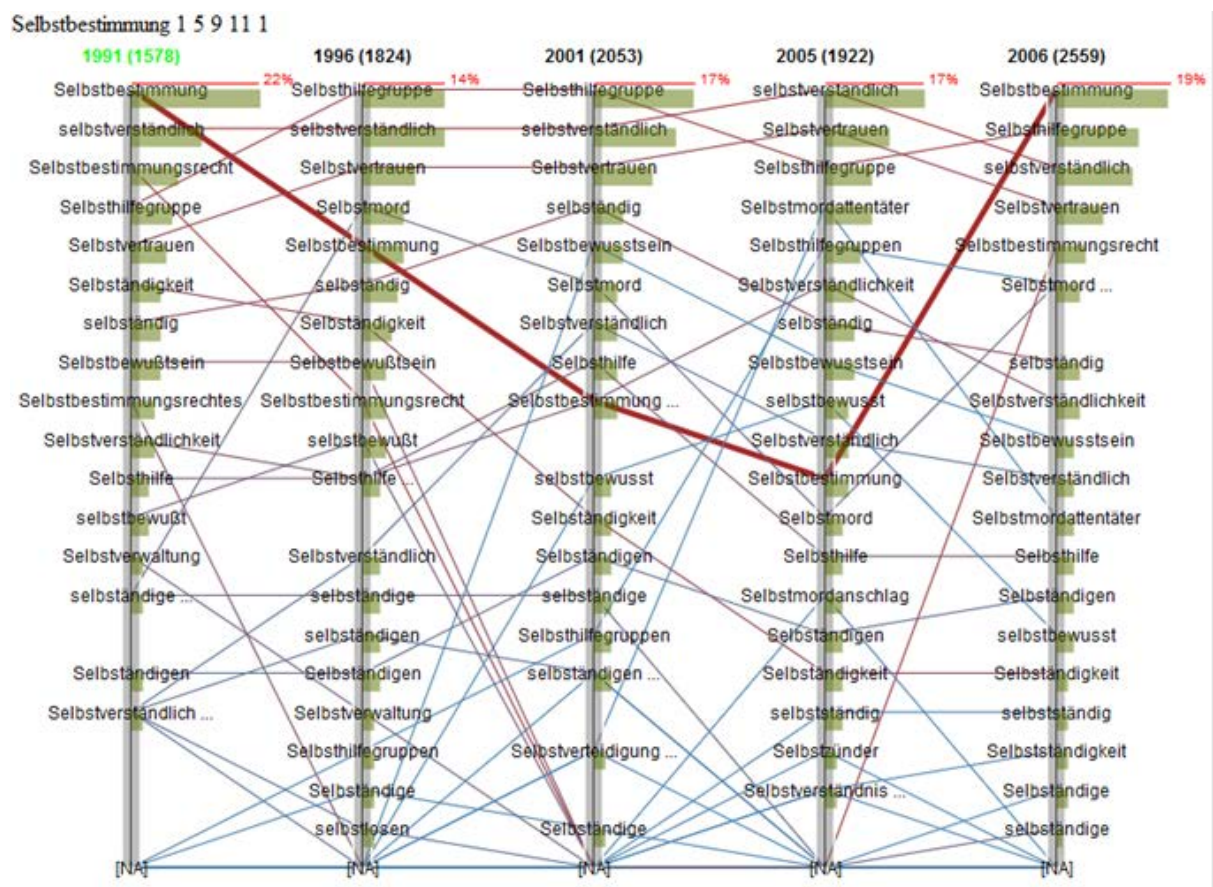 Selbstbestimmung 1 5 9 11 1
1991 (1578)
22%
Selbstbestimmung
selbstverständlich
Selbstbestimmungsrecht
Selbsthilfegruppe
Selbstvertrauen
Selbständigkeit
selbständig
Selbstbewußtsein
Selbstbestimmungsrechtes
Selbstverständlichkeit
Selbsthilfe
selbstbewußt
Selbstverwaltung
selbständige ...
Selbständigen
Selbstverständlich ...
[NA]
1996 (1824)
14%
Selbsthilfegruppe
selbstverständlich
Selbstvertrauen
Selbstmord
Selbstbestimmung
selbständig
Selbständigkeit
Selbstbewußtsein
Selbstbestimmungsrecht
selbstbewußt
Selbsthilfe ...
Selbstverständlich
selbständige
selbständigen
Selbständigen
Selbstverwaltung
Selbsthilfegruppen
Selbständige
selbstlosen
[NA]
2001 (2053)
17%
Selbsthilfegruppe
selbstverständlich
Selbstvertrauen
selbständig
Selbstbewusstsein
Selbstmord
Selbstverständlich
Selbsthilfe
Selbstbestimmung ...
selbstbewusst
Selbständigkeit
Selbständigen
selbständige
Selbsthilfegruppen
selbständigen ...
Selbstverteidigung ...
Selbständige
[NA]
2005 (1922)
17%
selbstverständlich
Selbstvertrauen
Selbsthilfegruppe
Selbstmordattentäter
Selbsthilfegruppen
Selbstverständlichkeit
selbständig
Selbstbewusstsein
selbstbewusst
Selbstverständlich
Selbstbestimmung
Selbstmord
Selbsthilfe
Selbstmordanschlag
Selbständigen
Selbständigkeit
selbstständig
Selbstzünder
Selbstverständnis ...
[NA]
2006 (2559)
19%
Selbstbestimmung
Selbsthilfegruppe
selbstverständlich
Selbstvertrauen
Selbstbestimmungsrecht
Selbstmord ...
selbständig
Selbstverständlichkeit
Selbstbewusstsein
Selbstverständlich
Selbstmordattentäter
Selbsthilfe
Selbständigen
selbstbewusst
Selbständigkeit
selbstständig
Selbstständigkeit
Selbständige
selbständige
[NA]